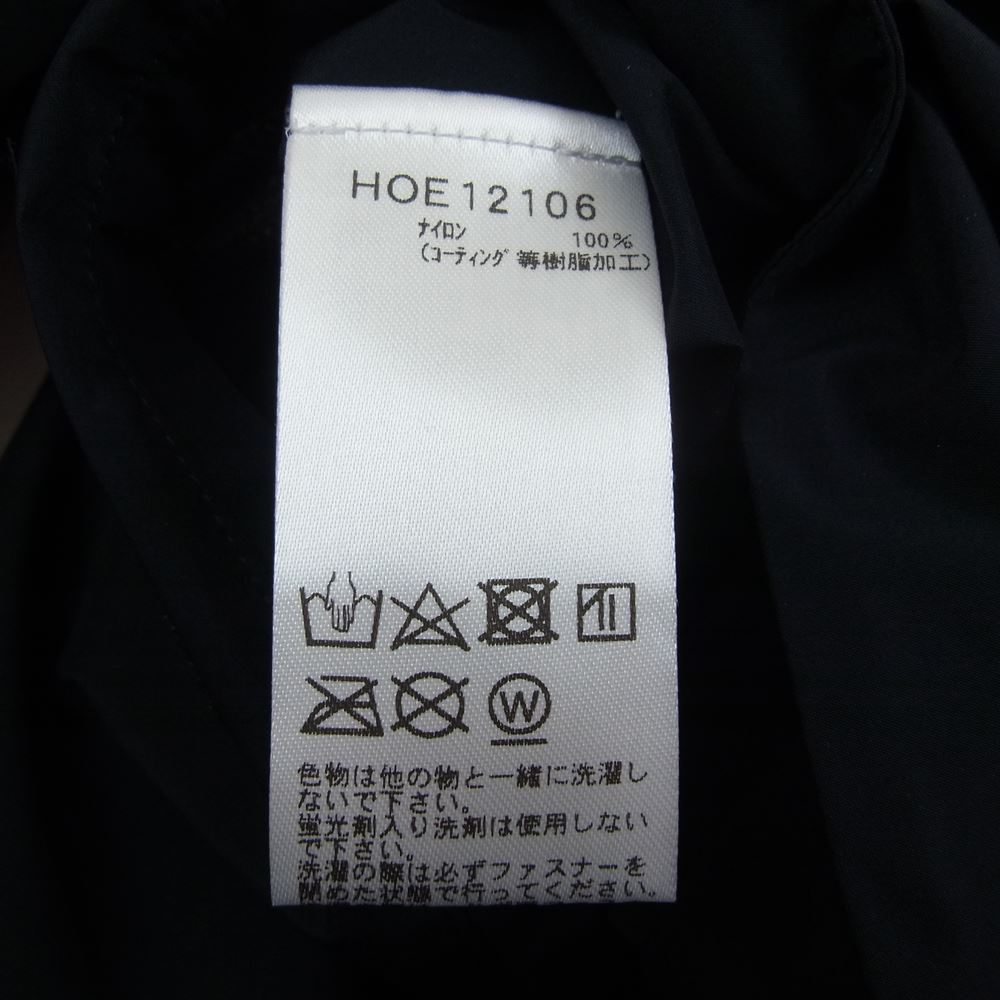 HOE12106
ナイロン 100%
(コーティング等樹脂加工)
W
色物は他の物と一緒に洗濯し
ないで下さい。
蛍光剤入り洗剤は使用しない
で下さい。
洗濯の際は必ずファスナーを
閉めた状態で行ってください。